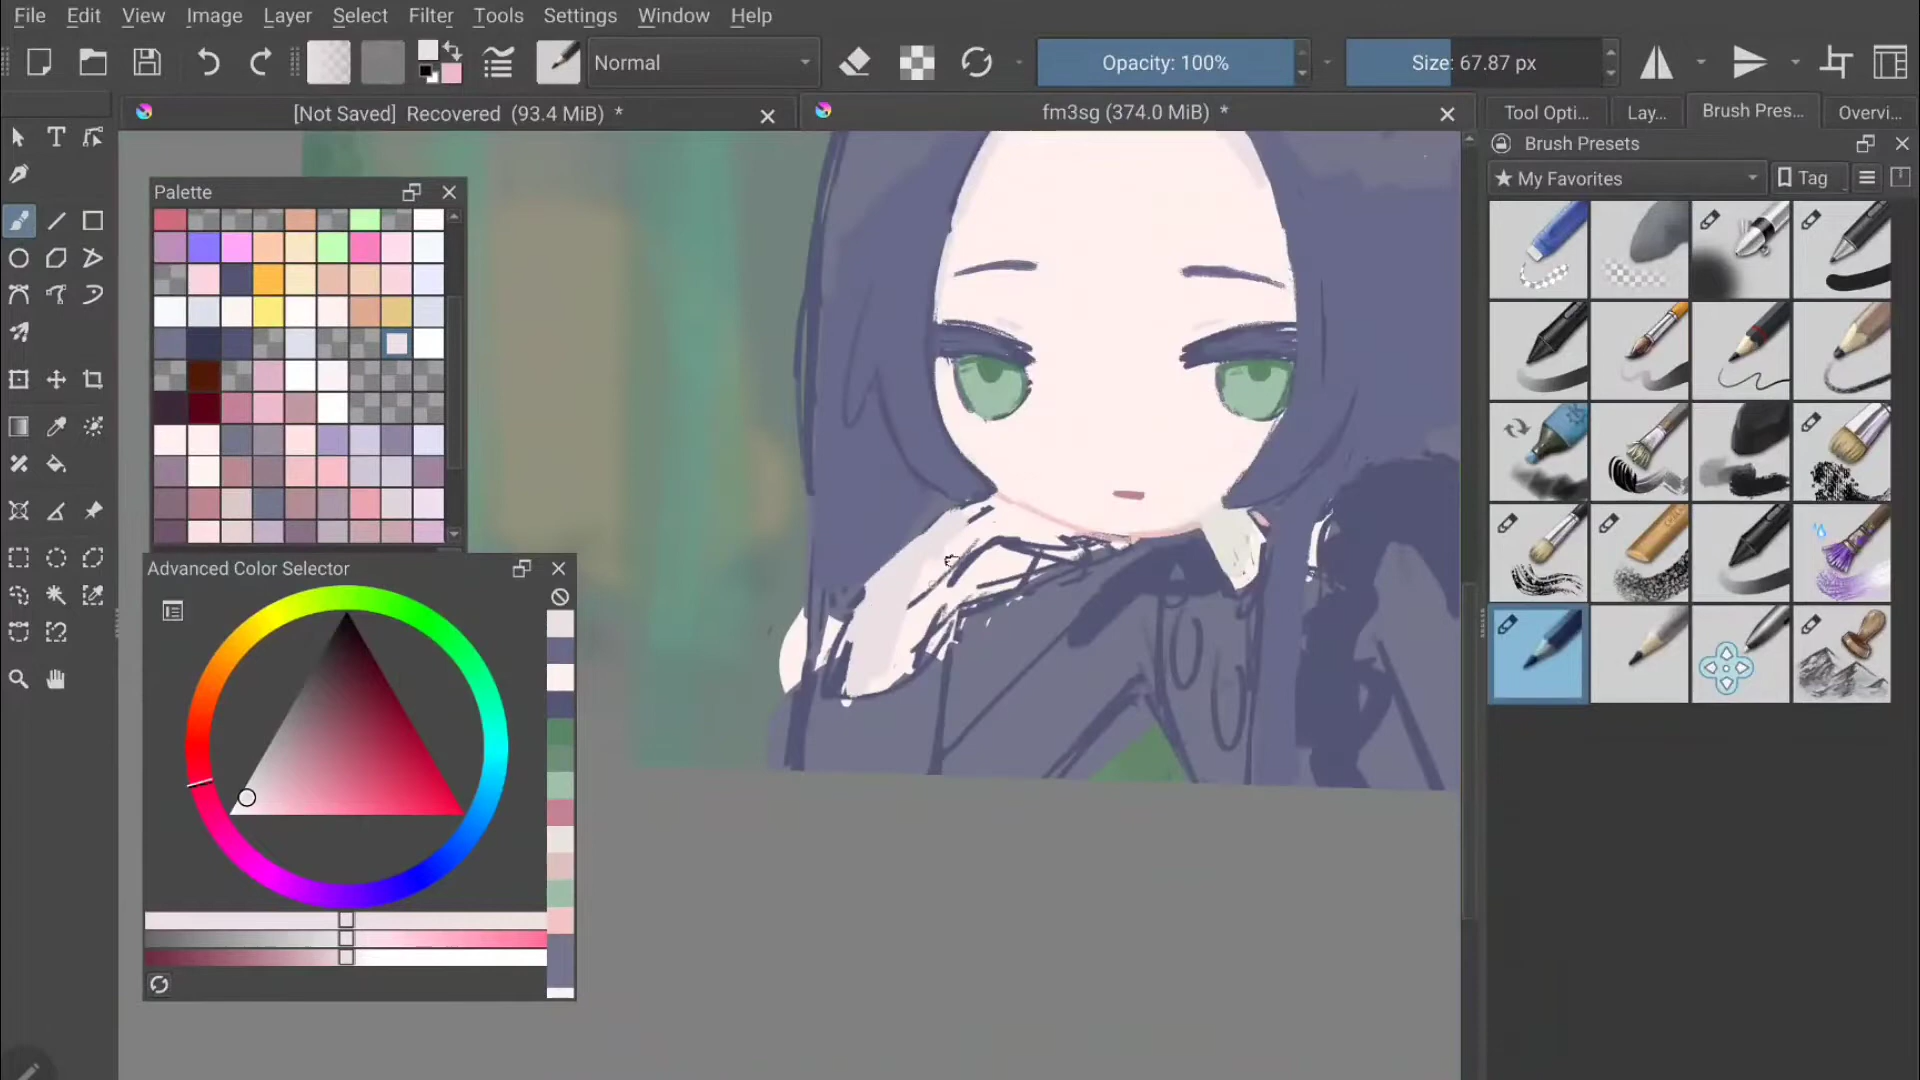 File Edit View Image Layer Select Filter Tools Settings Window Help
Normal
Opacity: 100%
Size: 67.87 px
[Not Saved] Recovered (93.4 MiB) *
fm3sg (374.0 MiB) *
Tool Opti... Lay... Brush Pres... Overvi...
Brush Presets
★ My Favorites
Tag
Palette
Advanced Color Selector